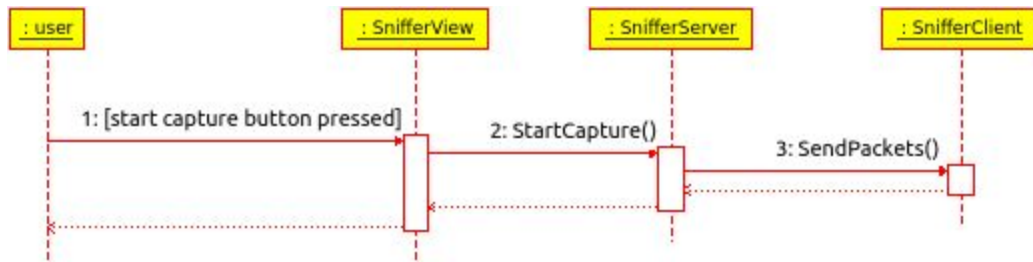 : user
: SnifferView
: SnifferServer
: SnifferClient
1: [start capture button pressed]
2: StartCapture()
3: SendPackets()